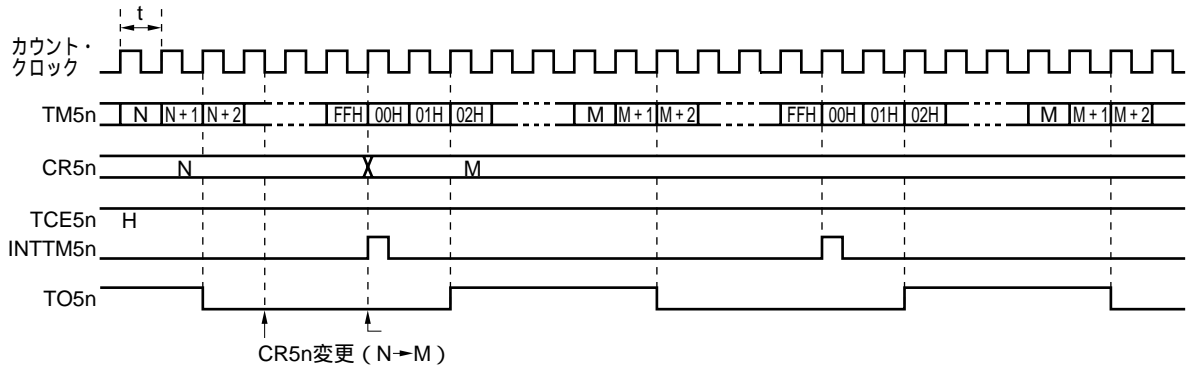 t
カウント・
クロック
TM5n N N+1 N+2 FFH 00H 01H 02H M M+1 M+2 FFH 00H 01H 02H M M+1 M+2
CR5n N M
TCE5n H
INTTM5n
TO5n
CR5n変更（N→M）